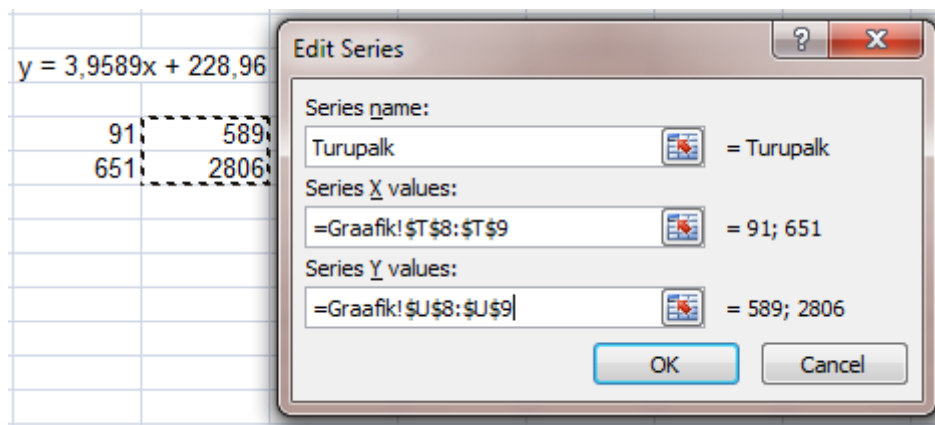 y = 3,9589x + 228,96
91 589
651 2806
Edit Series
Series name:
Turupalk = Turupalk
Series X values:
=Graafik!$T$8:$T$9 = 91; 651
Series Y values:
=Graafik!$U$8:$U$9 = 589; 2806
OK Cancel